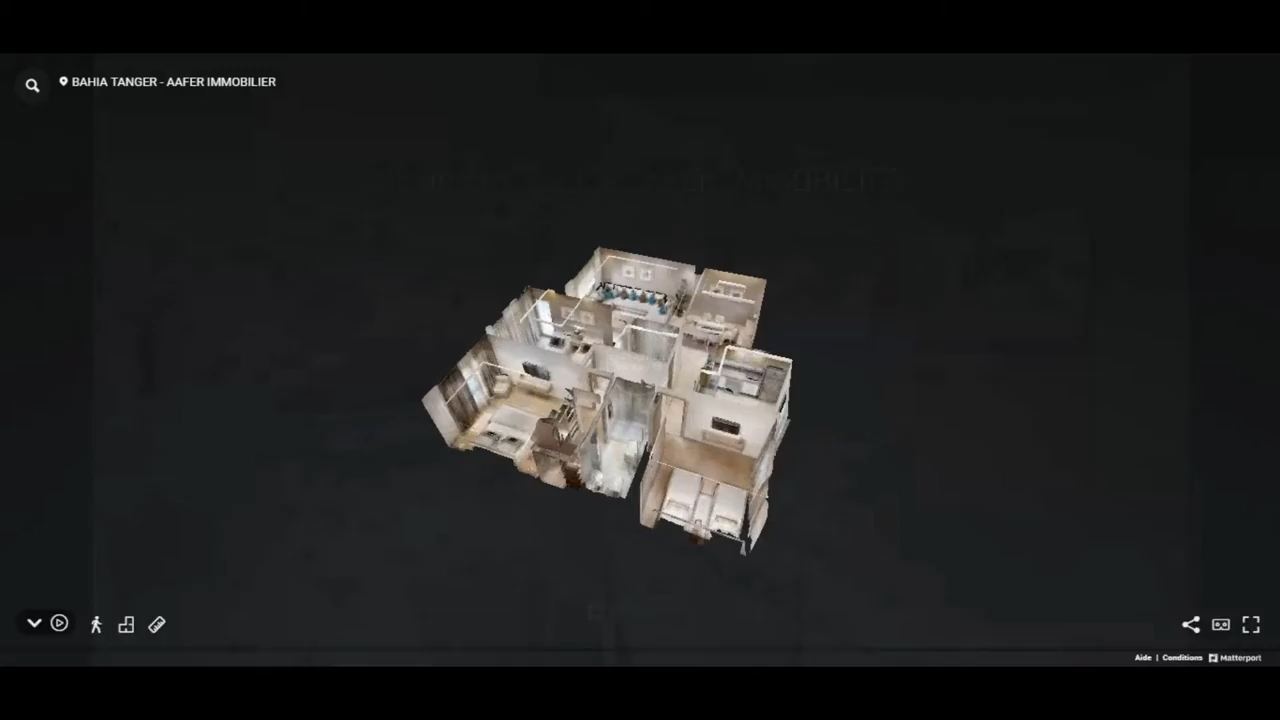 BAHIA TANGER - AAFER IMMOBILIER
Aide | Conditions Matterport